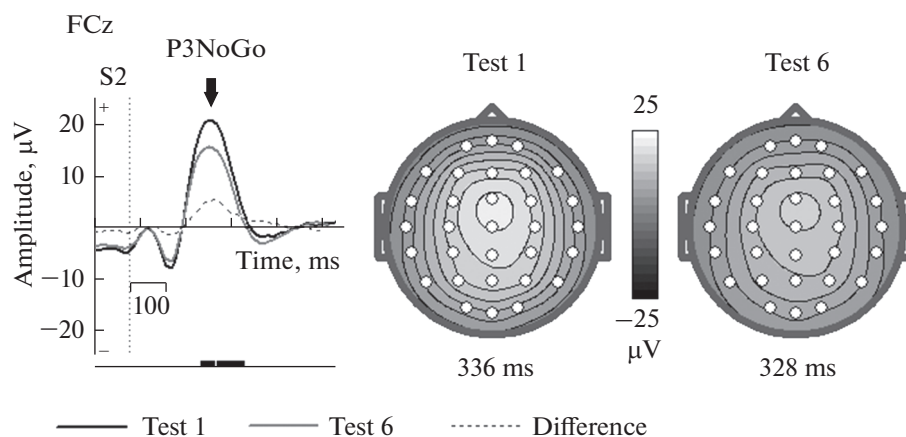 FCz
P3NoGo
S2
+
20
10
−10
−20
−
Amplitude, μV
Time, ms
100
Test 1
336 ms
25
−25
μV
Test 6
328 ms
Test 1 Test 6 Difference